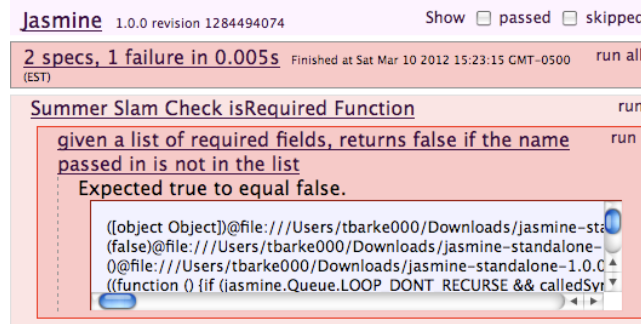 Jasmine 1.0.0 revision 1284494074 Show passed skipped
2 specs, 1 failure in 0.005s Finished at Sat Mar 10 2012 15:23:15 GMT-0500 run all
(EST)
Summer Slam Check isRequired Function run
given a list of required fields, returns false if the name run
passed in is not in the list
Expected true to equal false.
([object Object])@file:///Users/tbarke000/Downloads/jasmine-sta
(false)@file:///Users/tbarke000/Downloads/jasmine-standalone-
()@file:///Users/tbarke000/Downloads/jasmine-standalone-1.0.0
((function () {if (jasmine.Queue.LOOP_DONT_RECURSE && calledSyn